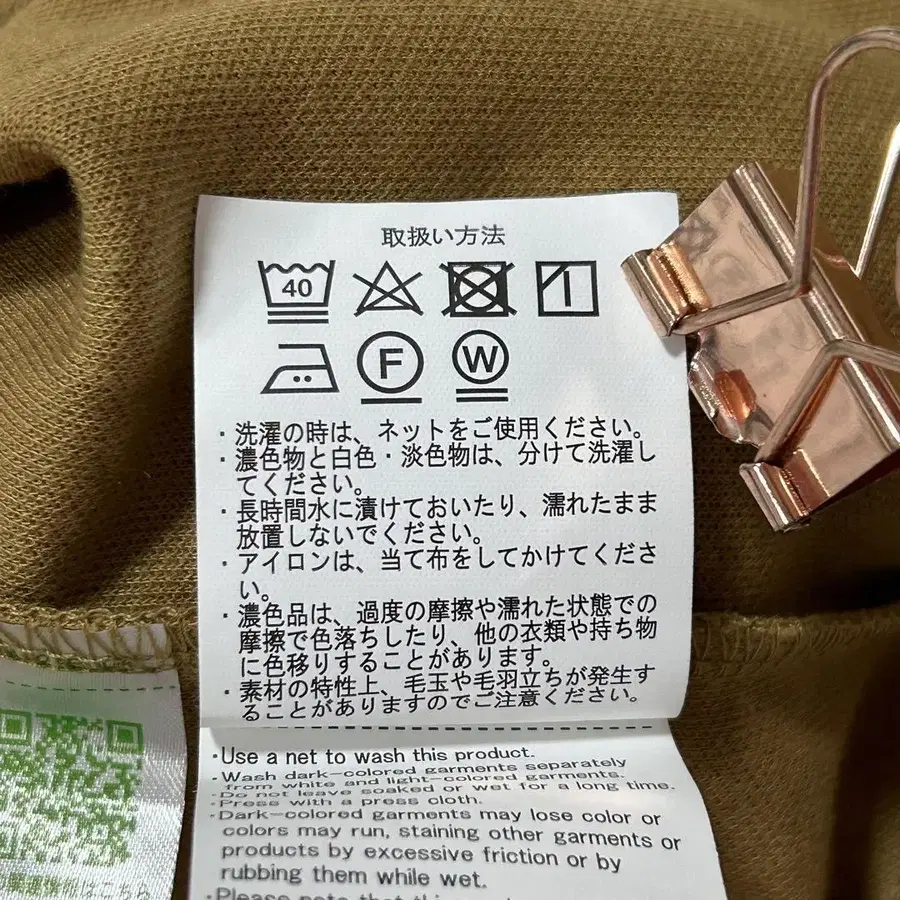 取扱い方法
40
F W
・洗濯の時は、ネットをご使用ください。
・濃色物と白色・淡色物は、分けて洗濯し
てください。
・長時間水に漬けておいたり、濡れたまま
放置しないでください。
・アイロンは、当て布をしてかけてくださ
い。
・濃色品は、過度の摩擦や濡れた状態での
摩擦で色落ちしたり、他の衣類や持ち物
に色移りすることがあります。
・素材の特性上、毛玉や毛羽立ちが発生す
ることがありますのでご注意ください。
・Use a net to wash this product.
・Wash dark-colored garments separately
from white and light-colored garments.
・Do not leave soaked or wet for a long time.
・Press with a press cloth.
・Dark-colored garments may lose color or
colors may run, staining other garments or
products by excessive friction or by
rubbing them while wet.
・Please note that this
はこちら